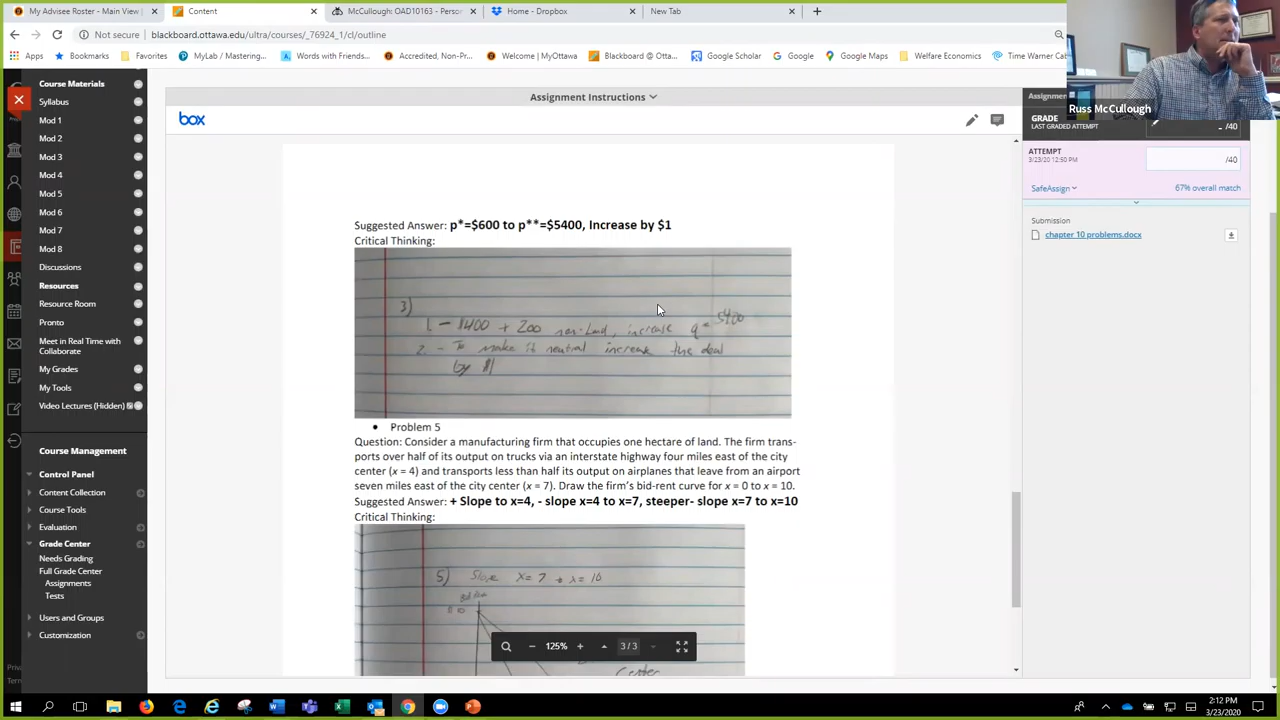 My Advisee Roster - Main View |
Content
McCullough: OAD10163 - Person
Home - Dropbox
New Tab
Not secure
blackboard.ottawa.edu/ultra/courses/_76924_1/cl/outline
Apps
Bookmarks
Favorites
MyLab / Mastering...
Words with Friends...
Accredited, Non-Pr...
Welcome | MyOttawa
Blackboard @ Otta...
Google Scholar
Google
Google Maps
Welfare Economics
Time Warner Cab
Russ McCullough
Course Materials
Syllabus
Mod 1
Mod 2
Mod 3
Mod 4
Mod 5
Mod 6
Mod 7
Mod 8
Discussions
Resources
Resource Room
Pronto
Meet in Real Time with
Collaborate
My Grades
My Tools
Video Lectures (Hidden)
Course Management
Control Panel
Content Collection
Course Tools
Evaluation
Grade Center
Needs Grading
Full Grade Center
Assignments
Tests
Users and Groups
Customization
Assignment Instructions
box
Suggested Answer: p*=$600 to p**=$5400, Increase by $1
Critical Thinking:
3)
1. - $400 + 200 non-land, increase q = 5400
2. - To make it neutral increase the deal
by $1
• Problem 5
Question: Consider a manufacturing firm that occupies one hectare of land. The firm trans-
ports over half of its output on trucks via an interstate highway four miles east of the city
center (x = 4) and transports less than half its output on airplanes that leave from an airport
seven miles east of the city center (x = 7). Draw the firm's bid-rent curve for x = 0 to x = 10.
Suggested Answer: + Slope to x=4, - slope x=4 to x=7, steeper- slope x=7 to x=10
Critical Thinking:
5) Slope x=7 to x=10
Center
125%
3/3
Assignment
GRADE
LAST GRADED ATTEMPT
/40
ATTEMPT
3/23/20 12:50 PM
/40
SafeAssign
67% overall match
Submission
chapter 10 problems.docx
2:12 PM
3/23/2020